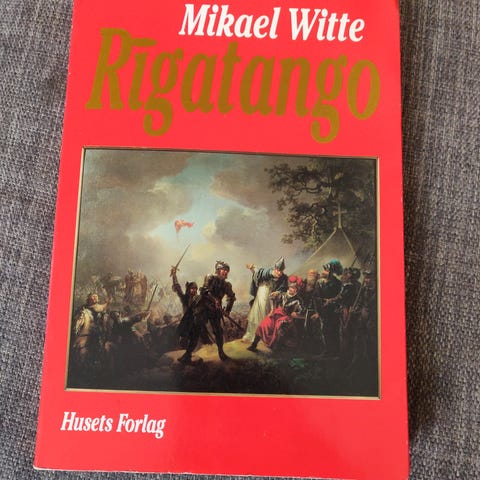 Mikael Witte
Rīgatango
Husets Forlag